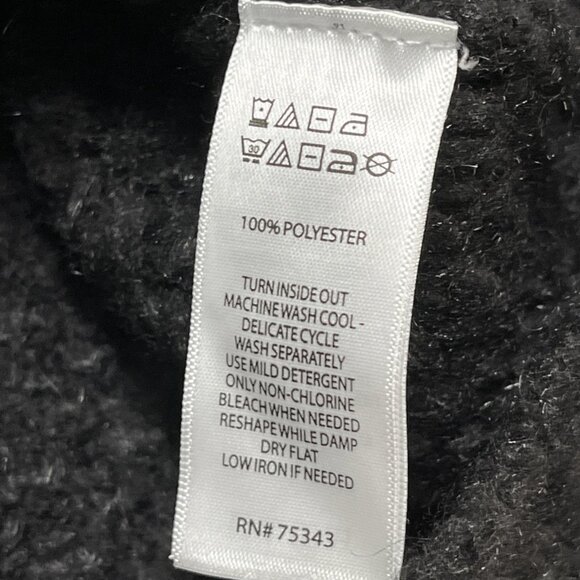 30
100% POLYESTER
TURN INSIDE OUT
MACHINE WASH COOL -
DELICATE CYCLE
WASH SEPARATELY
USE MILD DETERGENT
ONLY NON-CHLORINE
BLEACH WHEN NEEDED
RESHAPE WHILE DAMP
DRY FLAT
LOW IRON IF NEEDED
RN# 75343